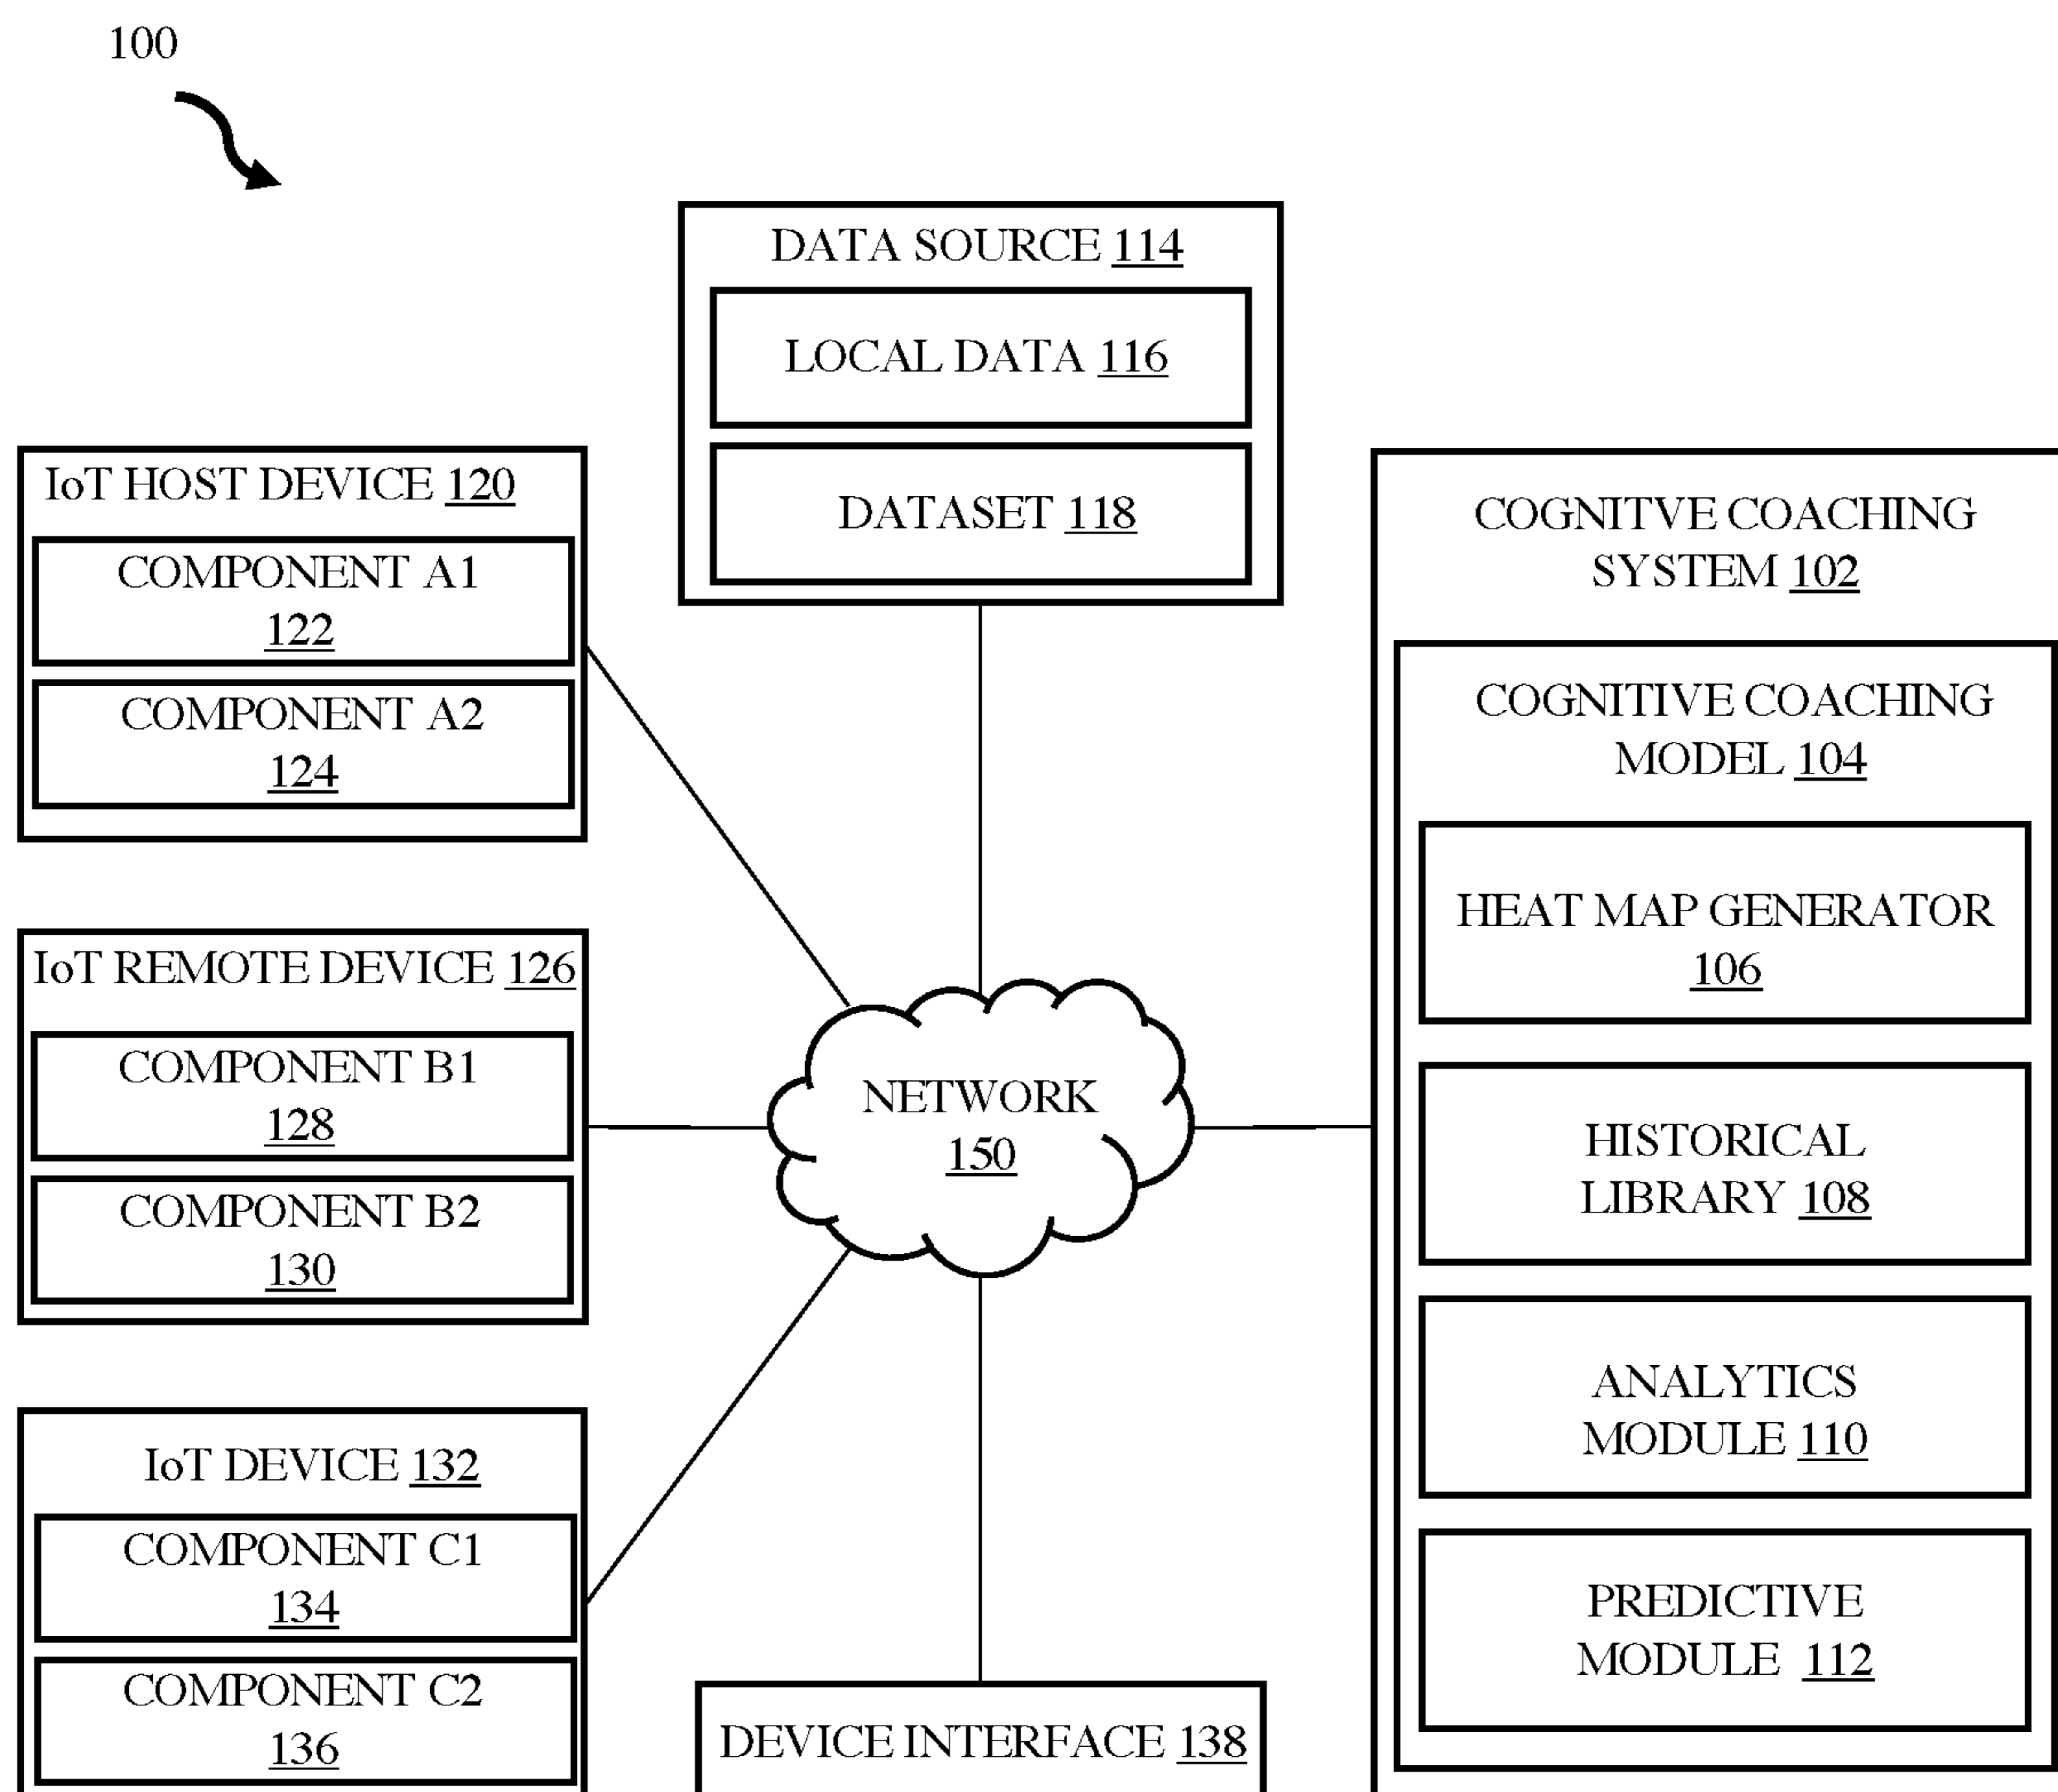 100
DATA SOURCE 114
LOCAL DATA 116
DATASET 118
IoT HOST DEVICE 120
COMPONENT A1
122
COMPONENT A2
124
IoT REMOTE DEVICE 126
COMPONENT B1
128
COMPONENT B2
130
IoT DEVICE 132
COMPONENT C1
134
COMPONENT C2
136
NETWORK
150
DEVICE INTERFACE 138
COGNITVE COACHING
SYSTEM 102
COGNITIVE COACHING
MODEL 104
HEAT MAP GENERATOR
106
HISTORICAL
LIBRARY 108
ANALYTICS
MODULE 110
PREDICTIVE
MODULE 112